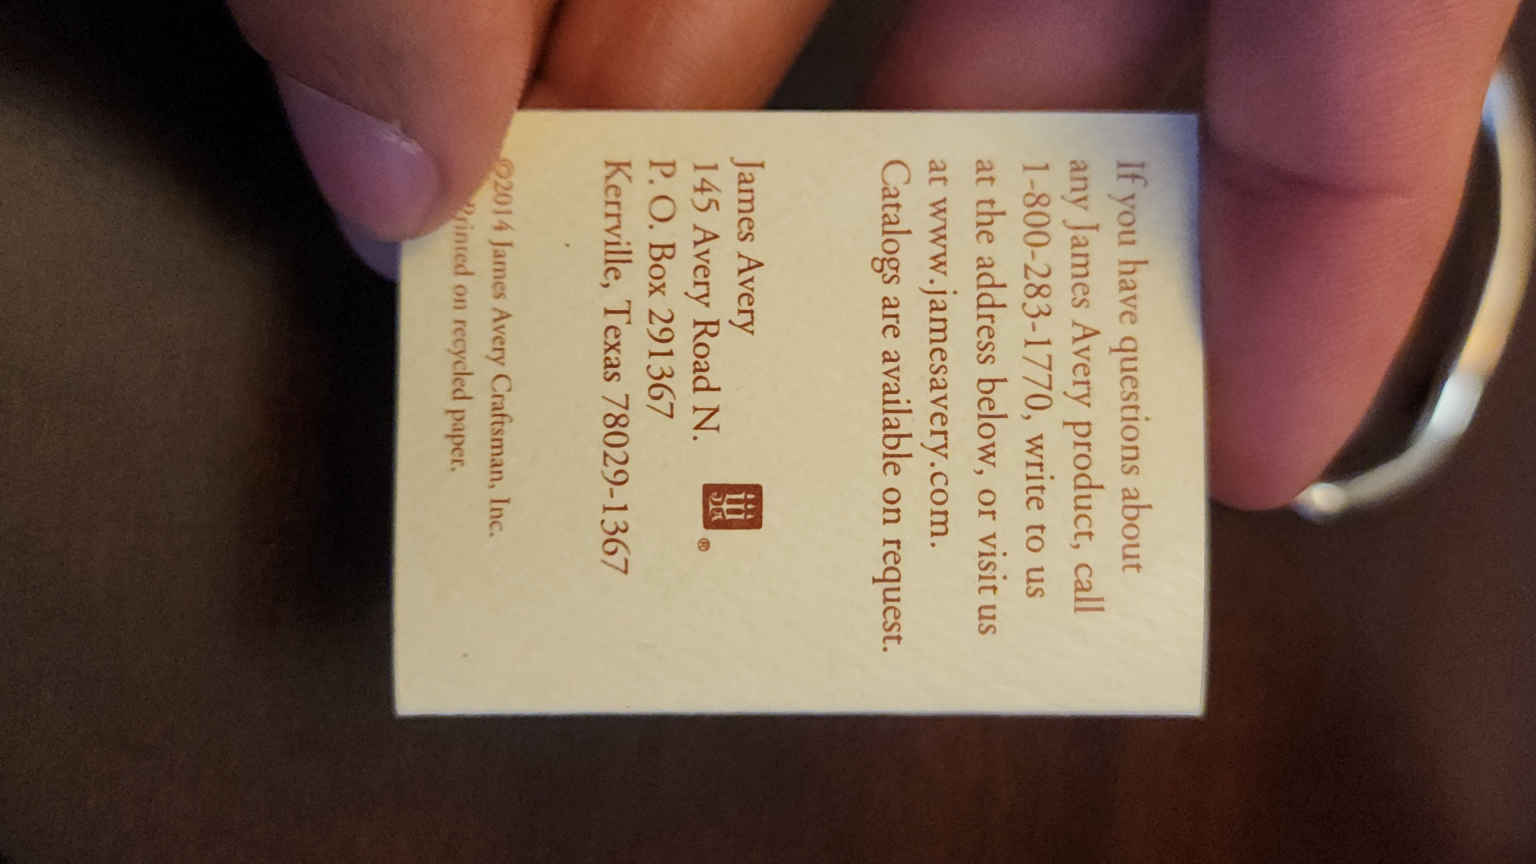 If you have questions about
any James Avery product, call
1-800-283-1770, write to us
at the address below, or visit us
at www.jamesavery.com.
Catalogs are available on request.
James Avery
145 Avery Road N.
P. O. Box 291367
Kerrville, Texas 78029-1367
®
©2014 James Avery Craftsman, Inc.
Printed on recycled paper.